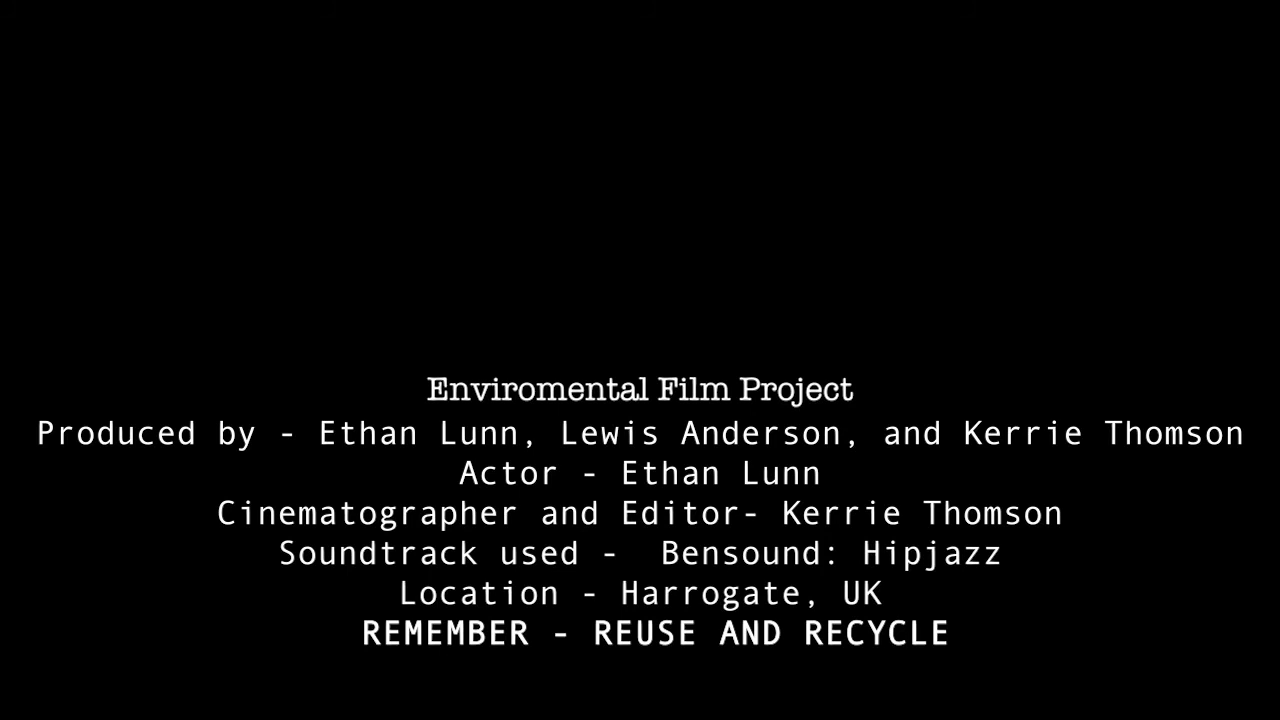 Enviromental Film Project
Produced by - Ethan Lunn, Lewis Anderson, and Kerrie Thomson
Actor - Ethan Lunn
Cinematographer and Editor- Kerrie Thomson
Soundtrack used -  Bensound: Hipjazz
Location - Harrogate, UK
REMEMBER - REUSE AND RECYCLE